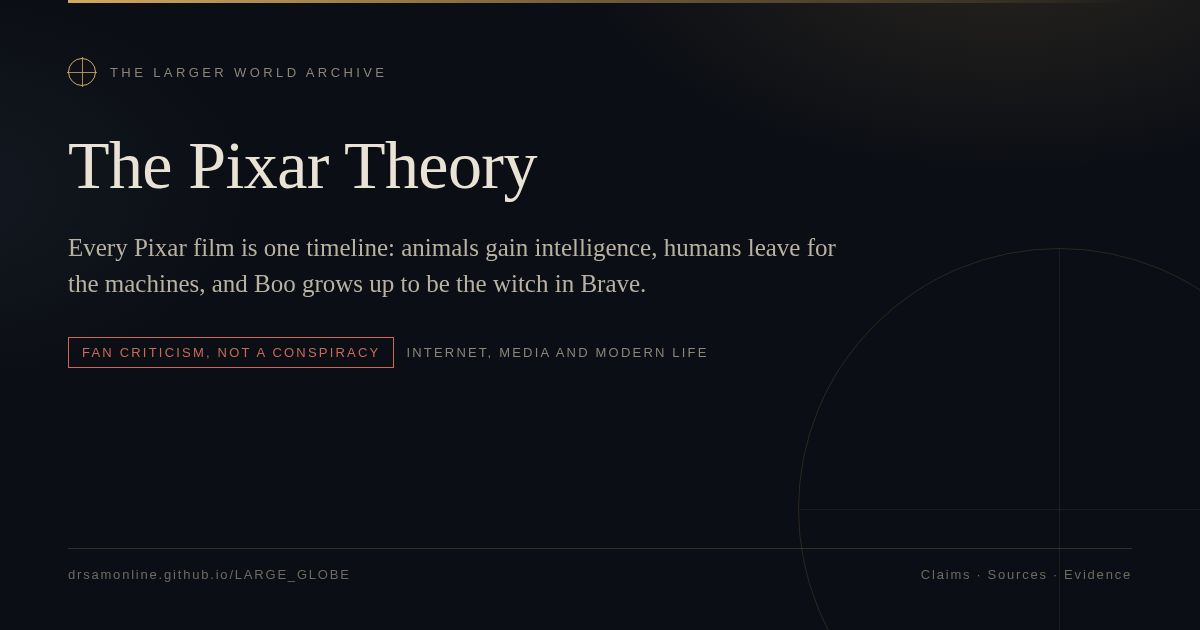 THE LARGER WORLD ARCHIVE
The Pixar Theory
Every Pixar film is one timeline: animals gain intelligence, humans leave for
the machines, and Boo grows up to be the witch in Brave.
FAN CRITICISM, NOT A CONSPIRACY
INTERNET, MEDIA AND MODERN LIFE
drsamonline.github.io/LARGE_GLOBE
Claims · Sources · Evidence